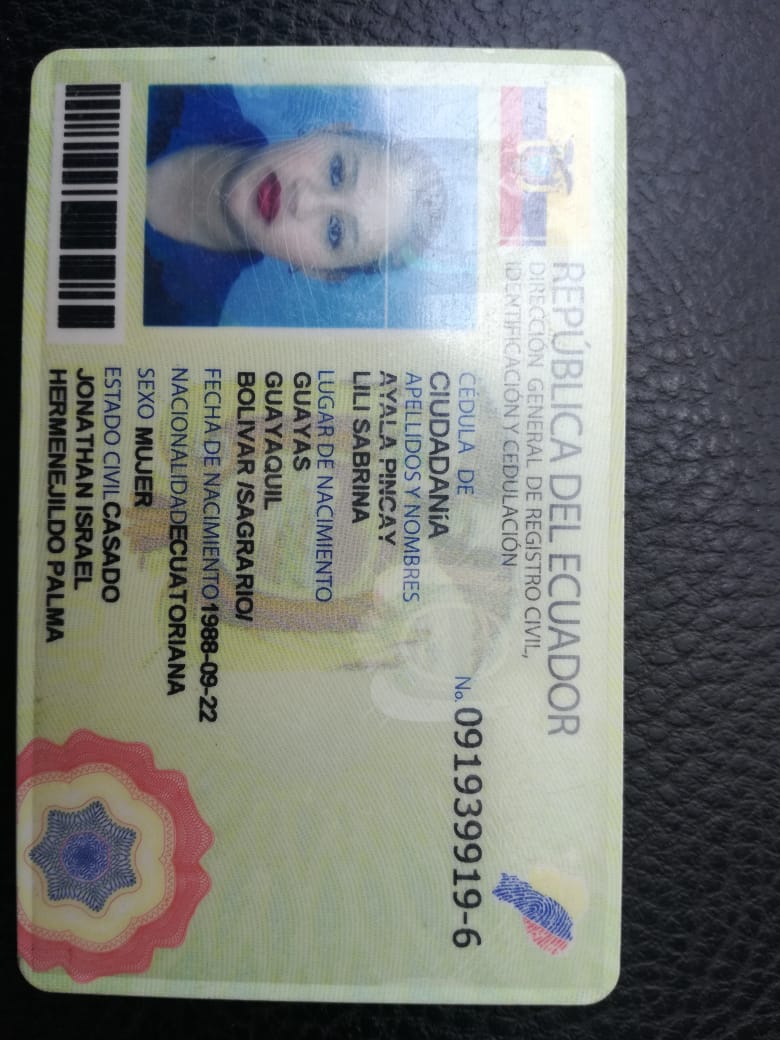 REPÚBLICA DEL ECUADOR
DIRECCIÓN GENERAL DE REGISTRO CIVIL,
IDENTIFICACIÓN Y CEDULACIÓN
CÉDULA DE
CIUDADANÍA
No. 091939919-6
APELLIDOS Y NOMBRES
AYALA PINCAY
LILI SABRINA
LUGAR DE NACIMIENTO
GUAYAS
GUAYAQUIL
BOLIVAR /SAGRARIO/
FECHA DE NACIMIENTO 1988-09-22
NACIONALIDAD ECUATORIANA
SEXO MUJER
ESTADO CIVIL CASADO
JONATHAN ISRAEL
HERMENEJILDO PALMA